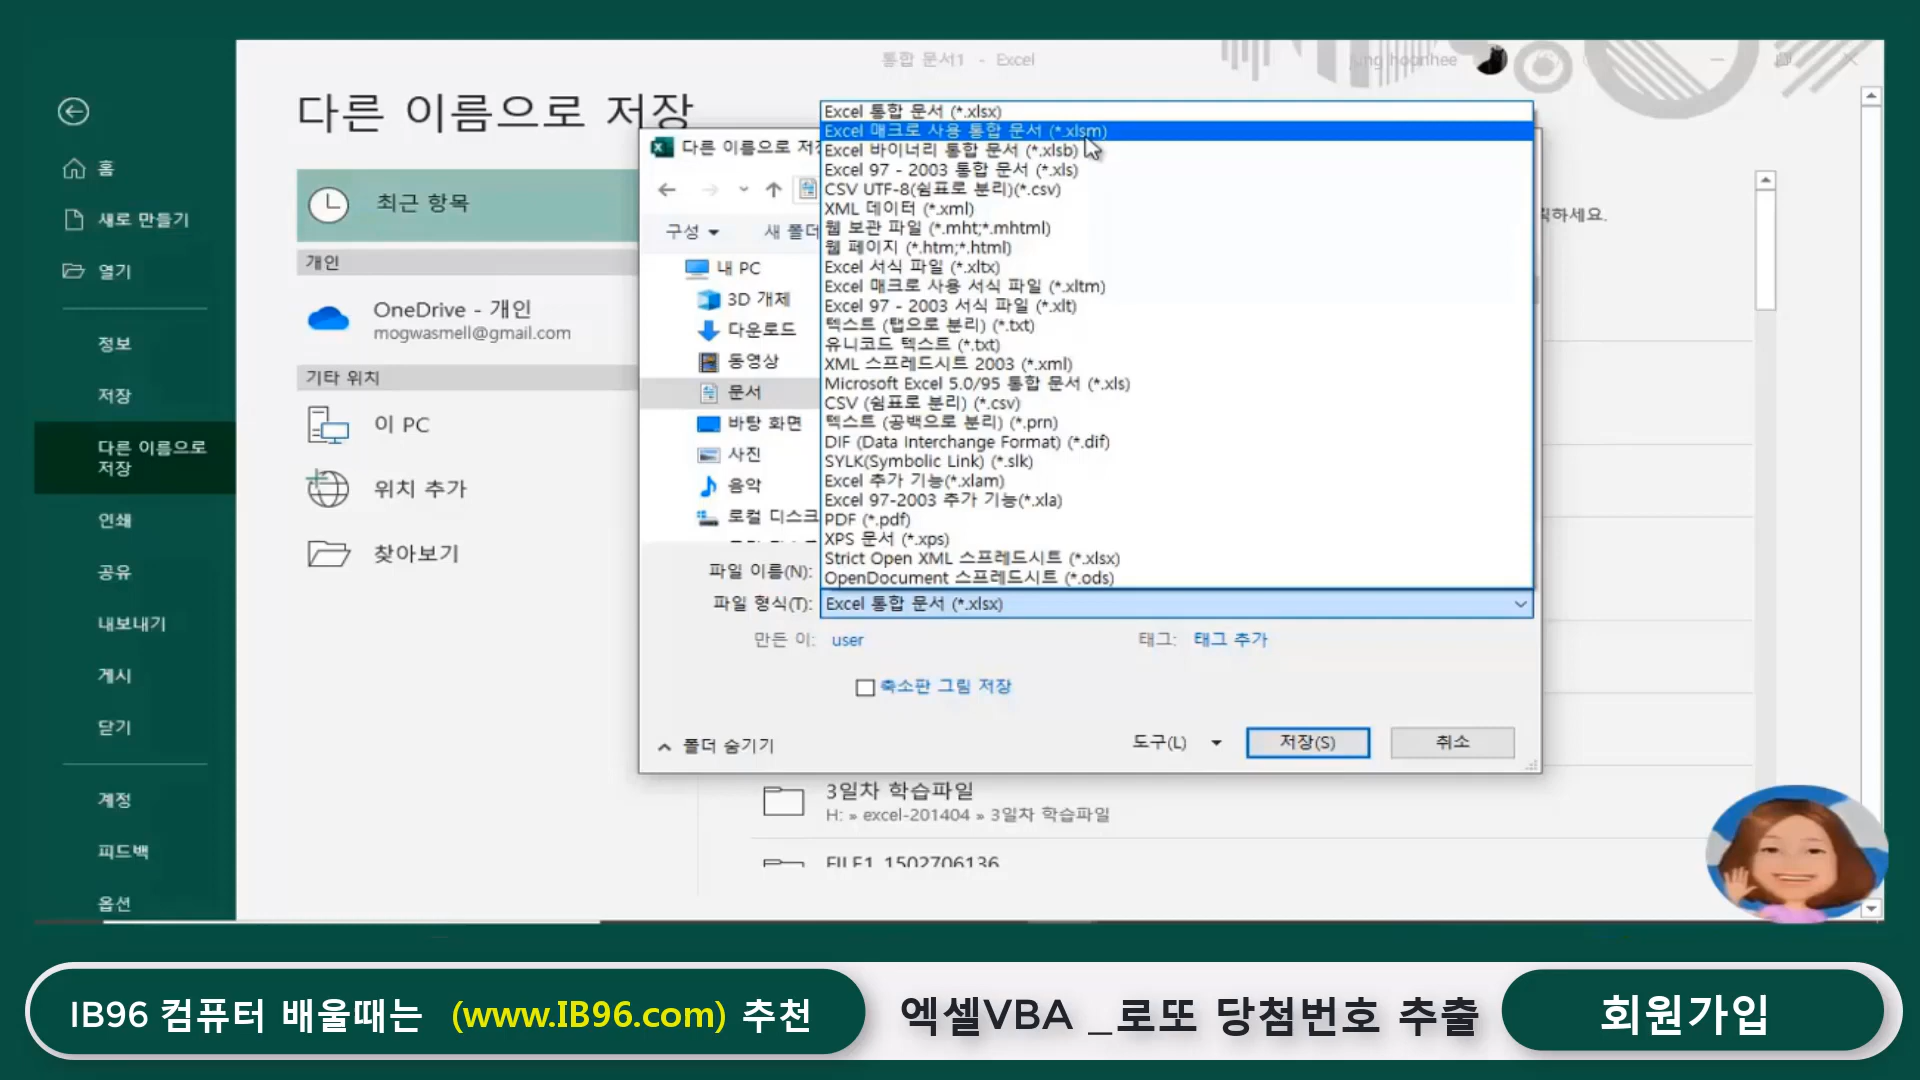 통합 문서1 - Excel
jung hoonhee
다른 이름으로 저장
홈
새로 만들기
열기
정보
저장
다른 이름으로
저장
인쇄
공유
내보내기
게시
닫기
계정
피드백
옵션
최근 항목
개인
OneDrive - 개인
mogwasmell@gmail.com
기타 위치
이 PC
위치 추가
찾아보기
다른 이름으로 저장
구성
새 폴더
내 PC
3D 개체
다운로드
동영상
문서
바탕 화면
사진
음악
로컬 디스크
Excel 통합 문서 (*.xlsx)
Excel 매크로 사용 통합 문서 (*.xlsm)
Excel 바이너리 통합 문서 (*.xlsb)
Excel 97 - 2003 통합 문서 (*.xls)
CSV UTF-8(쉼표로 분리)(*.csv)
XML 데이터 (*.xml)
웹 보관 파일 (*.mht;*.mhtml)
웹 페이지 (*.htm;*.html)
Excel 서식 파일 (*.xltx)
Excel 매크로 사용 서식 파일 (*.xltm)
Excel 97 - 2003 서식 파일 (*.xlt)
텍스트 (탭으로 분리) (*.txt)
유니코드 텍스트 (*.txt)
XML 스프레드시트 2003 (*.xml)
Microsoft Excel 5.0/95 통합 문서 (*.xls)
CSV (쉼표로 분리) (*.csv)
텍스트 (공백으로 분리) (*.prn)
DIF (Data Interchange Format) (*.dif)
SYLK(Symbolic Link) (*.slk)
Excel 추가 기능(*.xlam)
Excel 97-2003 추가 기능(*.xla)
PDF (*.pdf)
XPS 문서 (*.xps)
Strict Open XML 스프레드시트 (*.xlsx)
OpenDocument 스프레드시트 (*.ods)
파일 이름(N):
파일 형식(T): Excel 통합 문서 (*.xlsx)
만든 이: user
태그: 태그 추가
축소판 그림 저장
폴더 숨기기
도구(L)
저장(S)
취소
3일차 학습파일
H: » excel-201404 » 3일차 학습파일
FILE1_1502706136
IB96 컴퓨터 배울때는 (www.IB96.com) 추천
엑셀VBA _로또 당첨번호 추출
회원가입